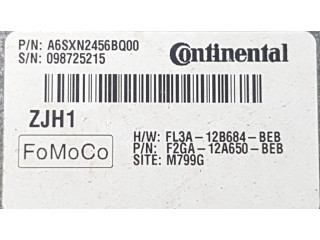 P/N: A6SXN2456BQ00
S/N: 098725215
Continental
ZJH1
FoMoCo
H/W: FL3A-12B684-BEB
P/N: F2GA-12A650-BEB
SITE: M799G